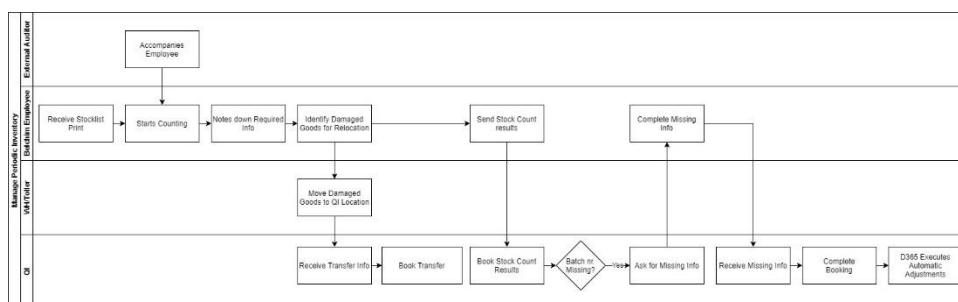 Manage Periodic Inventory
External Auditor
Accompanies
Employee
Belchim Employee
Receive Stocklist
Print
Starts Counting
Notes down Required
Info
Identify Damaged
Goods for Relocation
Send Stock Count
results
Complete Missing
Info
WH/Toller
Move Damaged
Goods to QI Location
QI
Receive Transfer Info
Book Transfer
Book Stock Count
Results
Batch nr
Missing?
Yes
Ask for Missing Info
Receive Missing Info
Complete
Booking
D365 Executes
Automatic
Adjustments